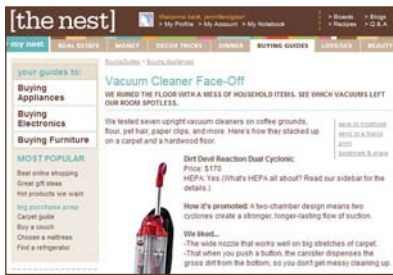 [the nest]
Welcome back, jennifervigion!
> My Profile > My Account > My Notebook
> Boards > Blogs
> Recipes > Q & A
my nest REAL ESTATE MONEY DECOR TRICKS DINNER BUYING GUIDES LOVE/SEX BEAUTY
your guides to:
Buying
Appliances
Buying
Electronics
Buying Furniture
MOST POPULAR
Best online shopping
Great gift ideas
Hot products we want
big purchase prep
Carpet guide
Buy a couch
Choose a mattress
Find a refrigerator
BuyingGuides > Buying Appliances
Vacuum Cleaner Face-Off
WE RUINED THE FLOOR WITH A MESS OF HOUSEHOLD ITEMS. SEE WHICH VACUUMS LEFT
OUR ROOM SPOTLESS.
We tested seven upright vacuum cleaners on coffee grounds,
flour, pet hair, paper clips, and more. Here's how they stacked up
on a carpet and a hardwood floor.
save to notebook
send to a friend
print
bookmark & share
Dirt Devil Reaction Dual Cyclonic
Price: $170
HEPA: Yes (What's HEPA all about? Read our sidebar for the
details.)
How it's promoted: A two-chamber design means two
cyclones create a stronger, longer-lasting flow of suction.
We liked...
-The wide nozzle that works well on big stretches of carpet.
-That when you push a button, the canister dispenses the
gross dirt from the bottom, so you don't get messy cleaning up.